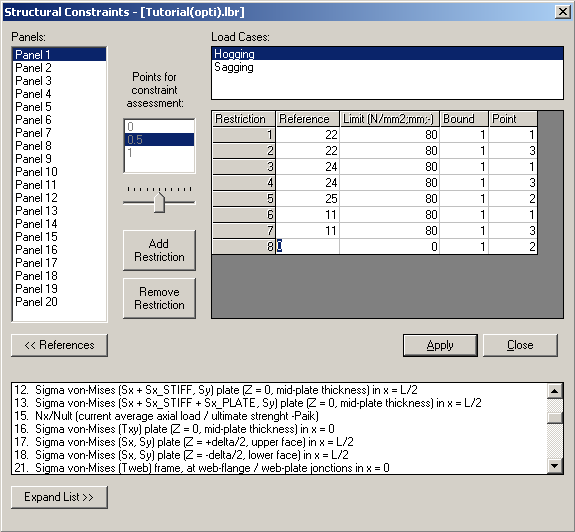 Structural Constraints - [Tutorial(opti).lbr]
Panels:
Panel 1
Panel 2
Panel 3
Panel 4
Panel 5
Panel 6
Panel 7
Panel 8
Panel 9
Panel 10
Panel 11
Panel 12
Panel 13
Panel 14
Panel 15
Panel 16
Panel 17
Panel 18
Panel 19
Panel 20
<< References
Points for
constraint
assessment:
0
0.5
1
Add
Restriction
Remove
Restriction
Load Cases:
Hogging
Sagging
Restriction Reference Limit (N/mm2;mm;-) Bound Point
1 22 80 1 1
2 22 80 1 3
3 24 80 1 1
4 24 80 1 3
5 25 80 1 2
6 11 80 1 1
7 11 80 1 3
8 0 0 1 2
Apply
Close
12. Sigma von-Mises (Sx + Sx_STIFF, Sy) plate (Z = 0, mid-plate thickness) in x = L/2
13. Sigma von-Mises (Sx + Sx_STIFF + Sx_PLATE, Sy) plate (Z = 0, mid-plate thickness) in x = L/2
15. Nx/Nult (current average axial load / ultimate strenght -Paik)
16. Sigma von-Mises (Txy) plate (Z = 0, mid-plate thickness) in x = 0
17. Sigma von-Mises (Sx, Sy) plate (Z = +delta/2, upper face) in x = L/2
18. Sigma von-Mises (Sx, Sy) plate (Z = -delta/2, lower face) in x = L/2
21. Sigma von-Mises (Tweb) frame, at web-flange / web-plate jonctions in x = 0
Expand List >>